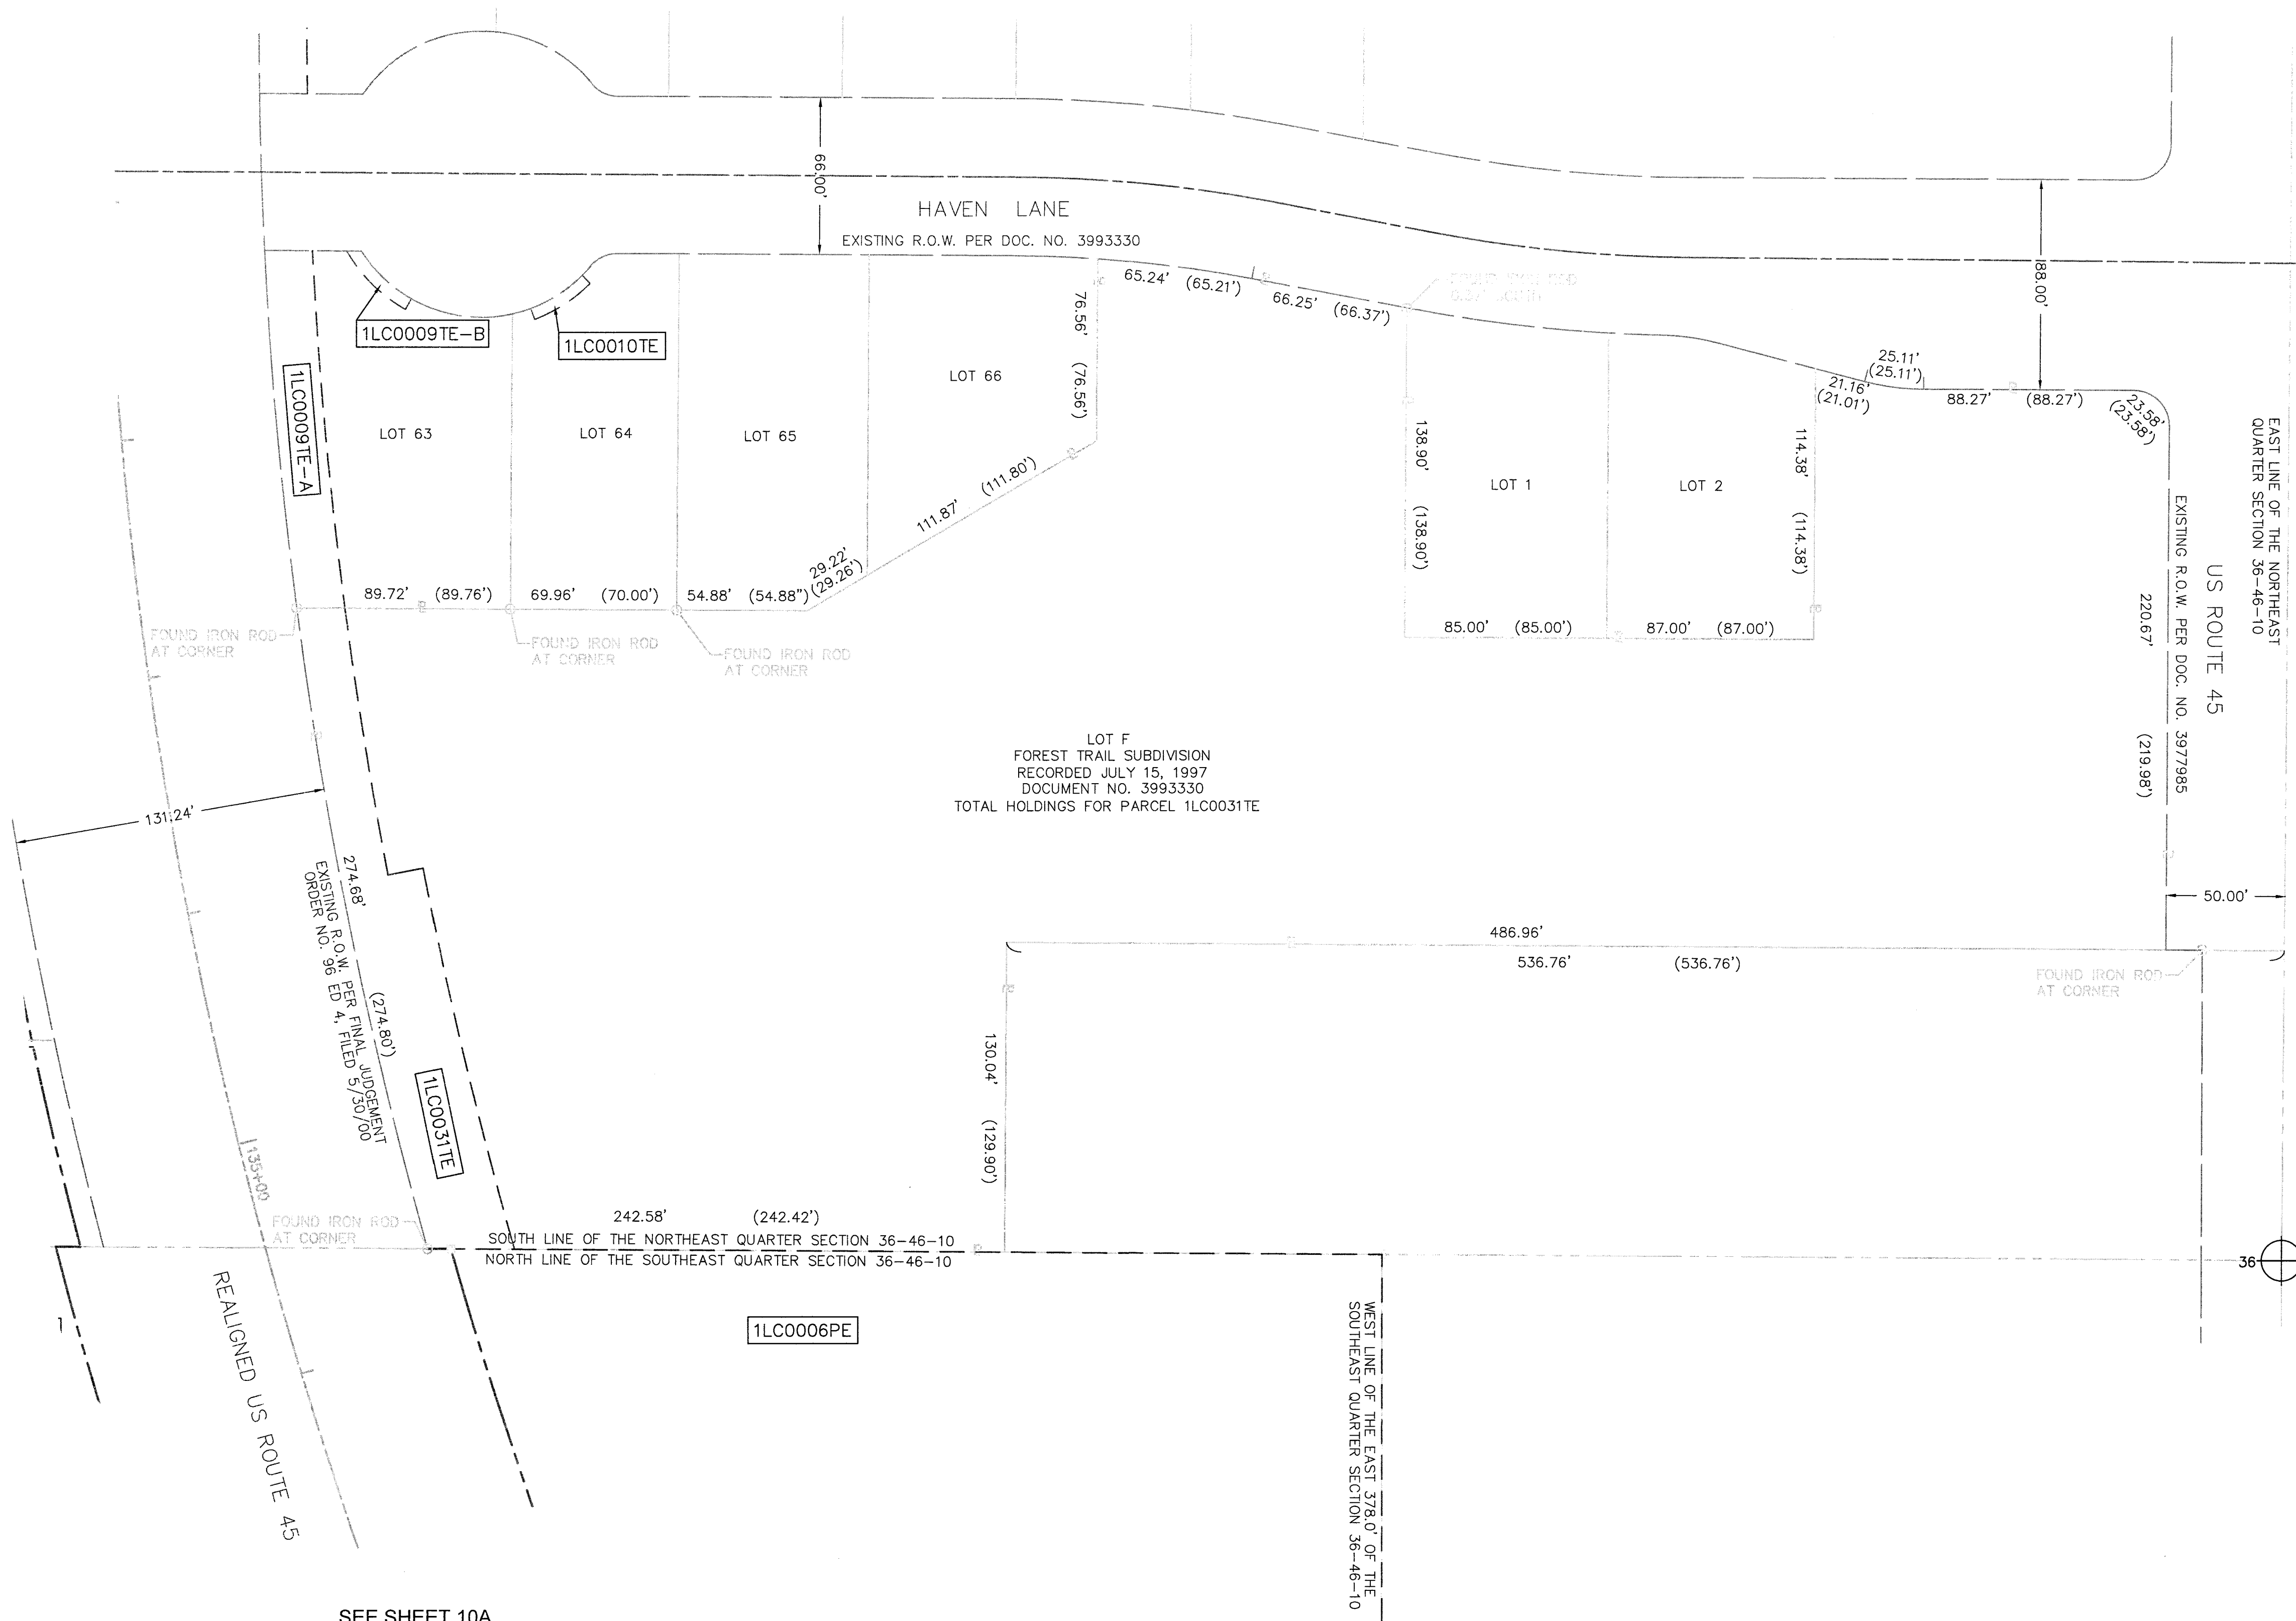 66.00'
HAVEN LANE
EXISTING R.O.W. PER DOC. NO. 3993330
88.00'
1LC0009TE-B
1LC0010TE
1LC0009TE-A
65.24' (65.21')
66.25' (66.37')
76.56' (76.56')
LOT 66
LOT 63
LOT 64
LOT 65
25.11'
(25.11')
21.16'
(21.01')
88.27' (88.27')
23.58'
(23.58')
EAST LINE OF THE NORTHEAST
QUARTER SECTION 36-46-10
138.90' (138.90')
LOT 1
LOT 2
114.38' (114.38')
111.87' (111.80')
29.22'
(29.26')
89.72' (89.76')
69.96' (70.00')
54.88' (54.88")
85.00' (85.00')
87.00' (87.00')
FOUND IRON ROD
AT CORNER
FOUND IRON ROD
AT CORNER
FOUND IRON ROD
AT CORNER
US ROUTE 45
EXISTING R.O.W. PER DOC. NO. 3977985
220.67' (219.98')
LOT F
FOREST TRAIL SUBDIVISION
RECORDED JULY 15, 1997
DOCUMENT NO. 3993330
TOTAL HOLDINGS FOR PARCEL 1LC0031TE
131.24'
274.68' (274.80')
EXISTING R.O.W. PER FINAL JUDGEMENT
ORDER NO. 96 ED 4, FILED 5/30/00
50.00'
486.96'
536.76' (536.76')
FOUND IRON ROD
AT CORNER
130.04' (129.90')
1LC0031TE
135+00
FOUND IRON ROD
AT CORNER
242.58' (242.42')
SOUTH LINE OF THE NORTHEAST QUARTER SECTION 36-46-10
NORTH LINE OF THE SOUTHEAST QUARTER SECTION 36-46-10
36
1LC0006PE
REALIGNED US ROUTE 45
WEST LINE OF THE EAST 378.0' OF THE
SOUTHEAST QUARTER SECTION 36-46-10
SEE SHEET 10A